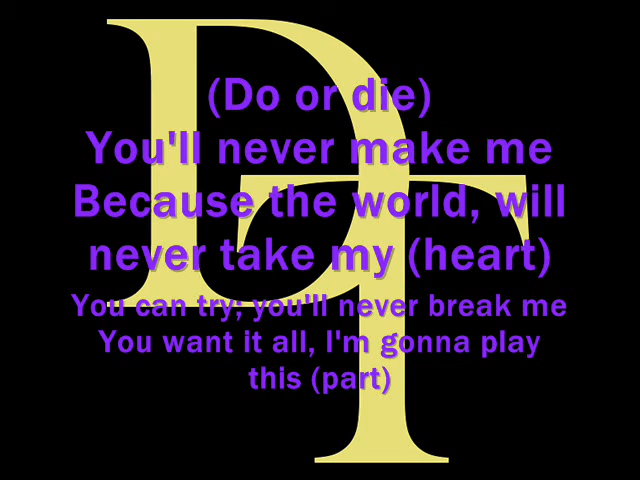 (Do or die)
You'll never make me
Because the world, will
never take my (heart)
You can try; you'll never break me
You want it all, I'm gonna play
this (part)
DT